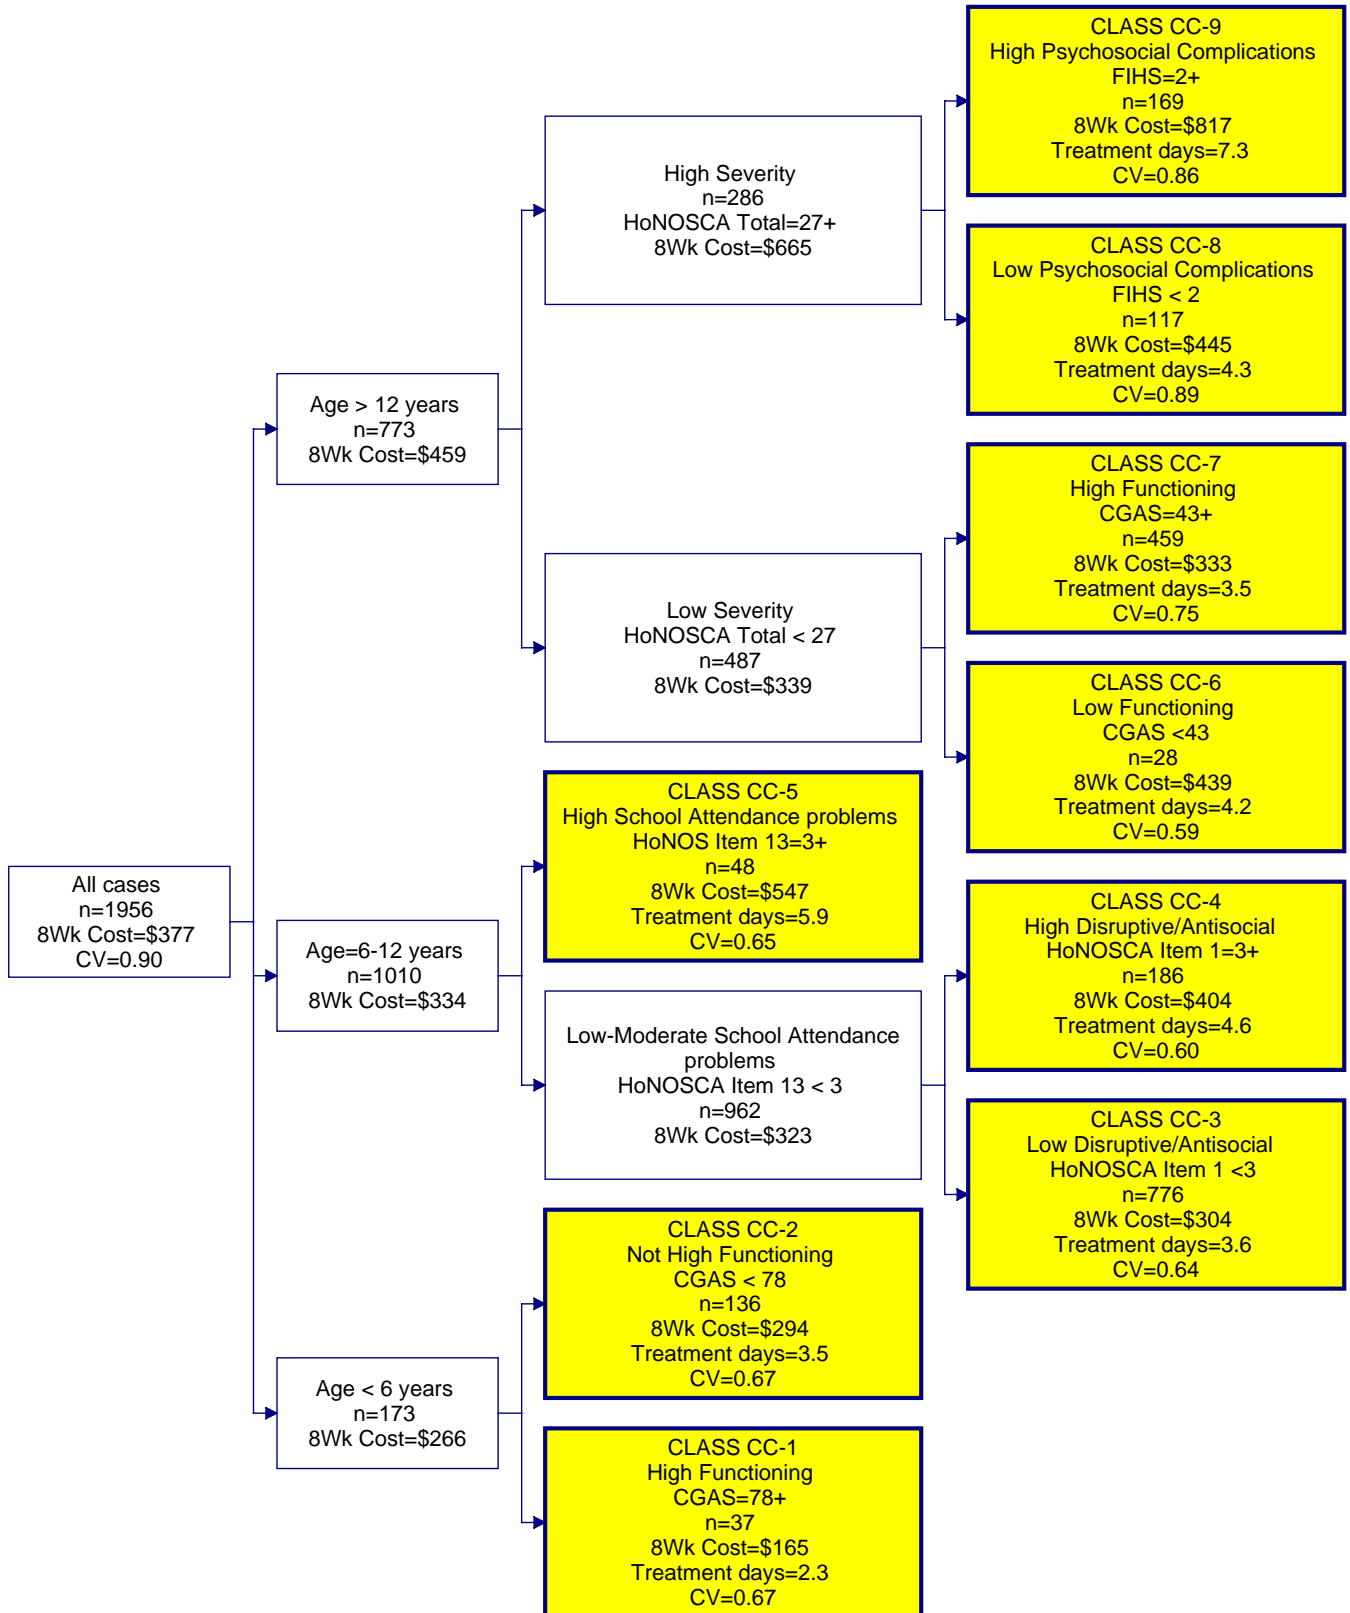 All cases
n=1956
8Wk Cost=$377
CV=0.90
Age > 12 years
n=773
8Wk Cost=$459
Age=6-12 years
n=1010
8Wk Cost=$334
Age < 6 years
n=173
8Wk Cost=$266
High Severity
n=286
HoNOSCA Total=27+
8Wk Cost=$665
Low Severity
HoNOSCA Total < 27
n=487
8Wk Cost=$339
CLASS CC-5
High School Attendance problems
HoNOS Item 13=3+
n=48
8Wk Cost=$547
Treatment days=5.9
CV=0.65
Low-Moderate School Attendance
problems
HoNOSCA Item 13 < 3
n=962
8Wk Cost=$323
CLASS CC-2
Not High Functioning
CGAS < 78
n=136
8Wk Cost=$294
Treatment days=3.5
CV=0.67
CLASS CC-1
High Functioning
CGAS=78+
n=37
8Wk Cost=$165
Treatment days=2.3
CV=0.67
CLASS CC-9
High Psychosocial Complications
FIHS=2+
n=169
8Wk Cost=$817
Treatment days=7.3
CV=0.86
CLASS CC-8
Low Psychosocial Complications
FIHS < 2
n=117
8Wk Cost=$445
Treatment days=4.3
CV=0.89
CLASS CC-7
High Functioning
CGAS=43+
n=459
8Wk Cost=$333
Treatment days=3.5
CV=0.75
CLASS CC-6
Low Functioning
CGAS <43
n=28
8Wk Cost=$439
Treatment days=4.2
CV=0.59
CLASS CC-4
High Disruptive/Antisocial
HoNOSCA Item 1=3+
n=186
8Wk Cost=$404
Treatment days=4.6
CV=0.60
CLASS CC-3
Low Disruptive/Antisocial
HoNOSCA Item 1 <3
n=776
8Wk Cost=$304
Treatment days=3.6
CV=0.64